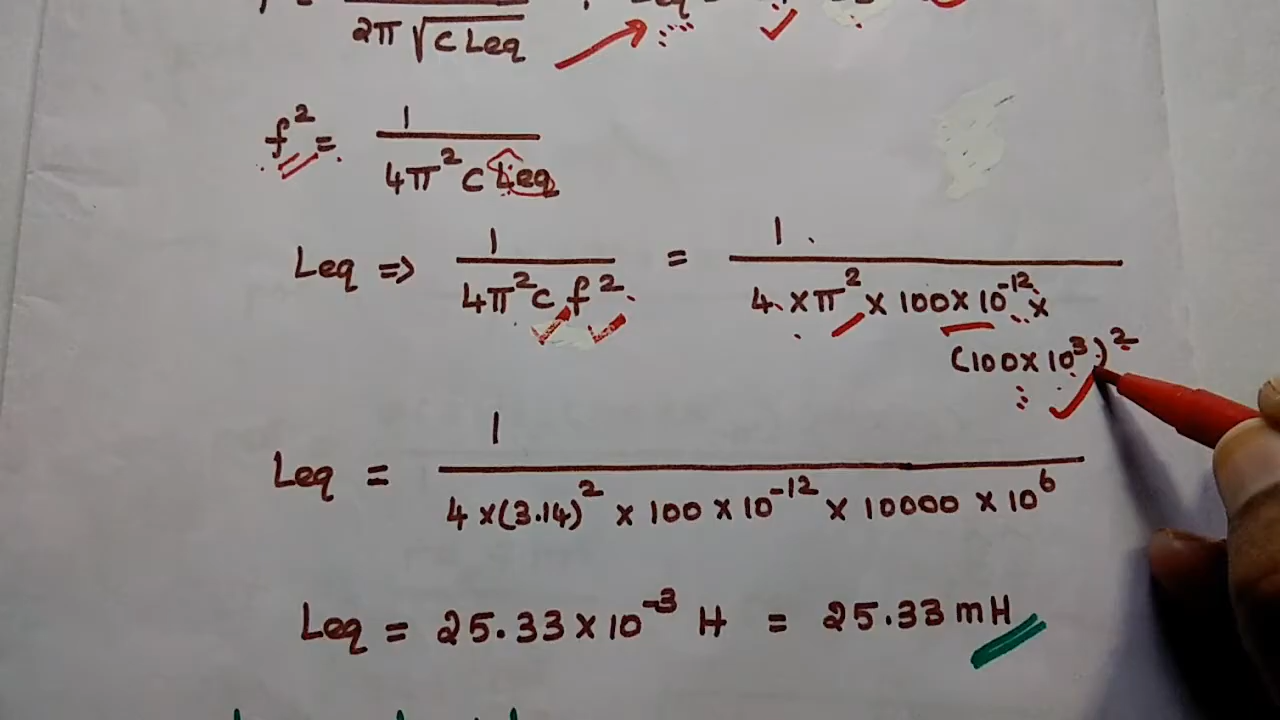 2π √C Leq
f² = 1 / 4π² C Leq
Leq => 1 / 4π² C f² = 1 / 4 × π² × 100 × 10⁻¹² ×
(100 × 10³)²
Leq = 1 / 4 × (3.14)² × 100 × 10⁻¹² × 10000 × 10⁶
Leq = 25.33 × 10⁻³ H = 25.33 mH